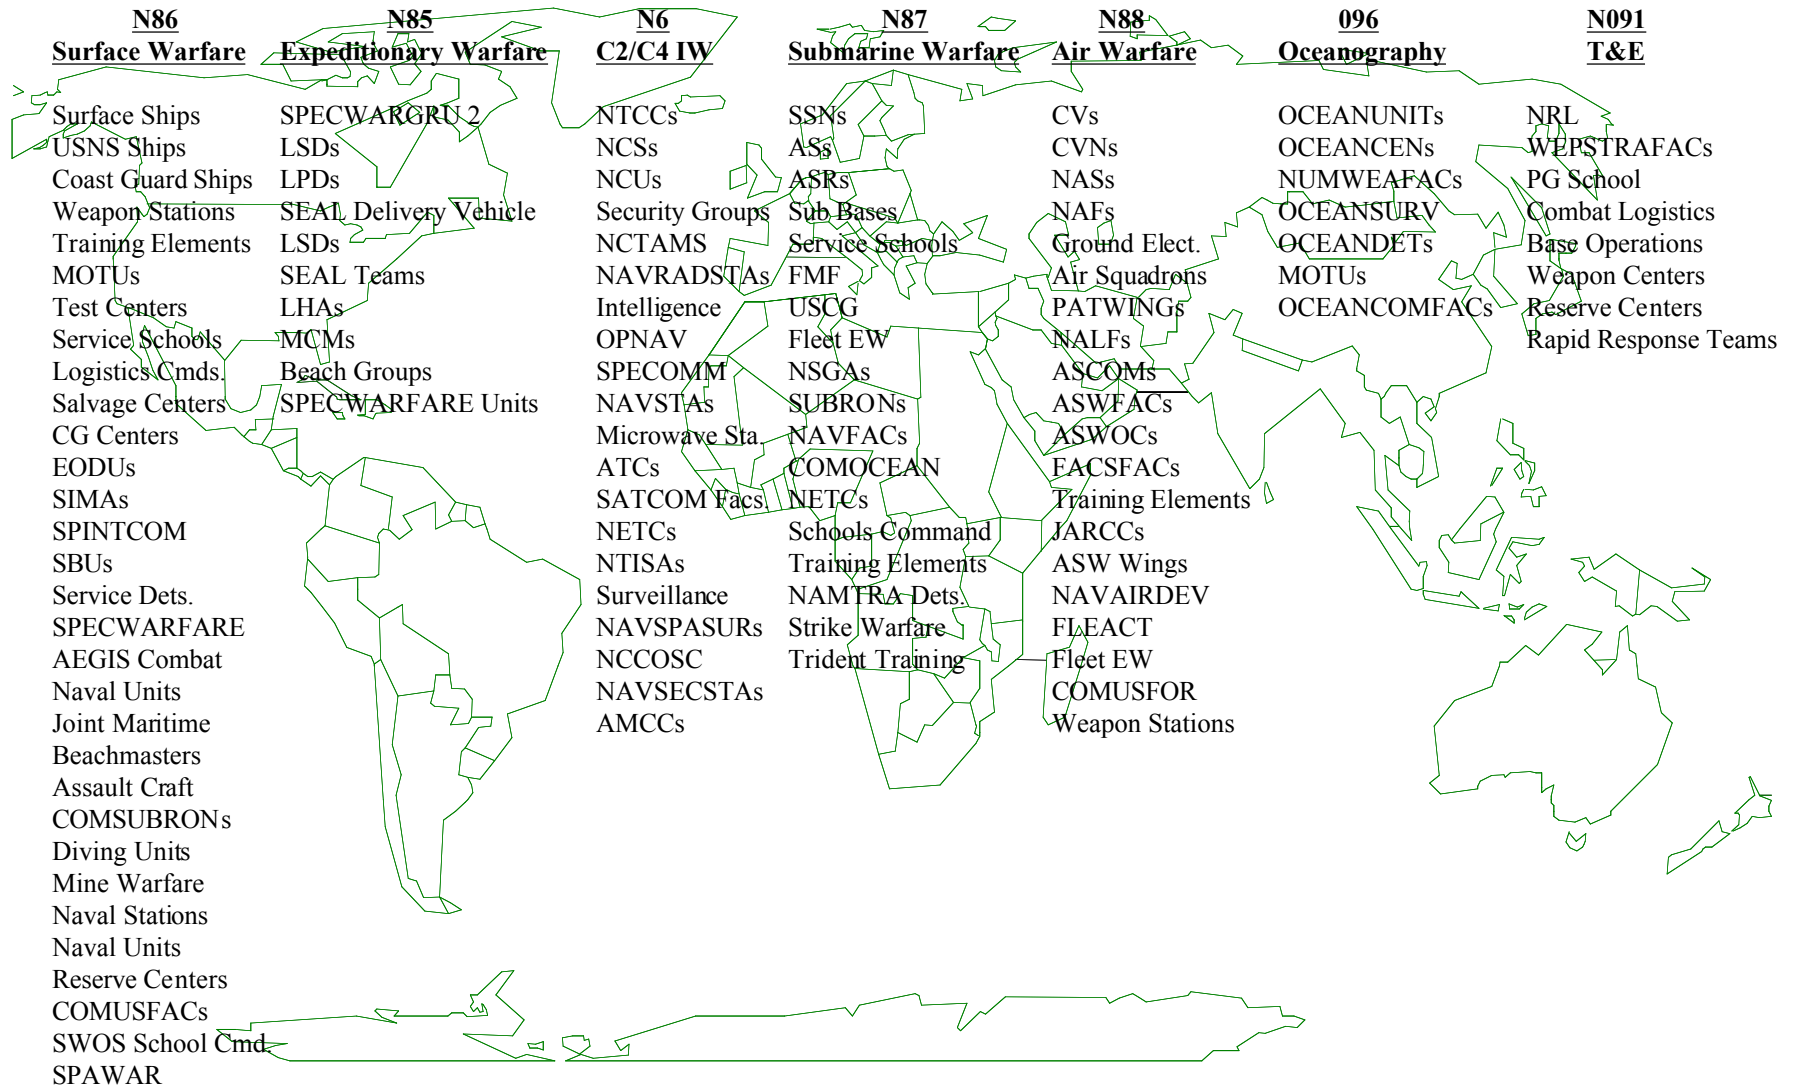 N86
Surface Warfare
Surface Ships
USNS Ships
Coast Guard Ships
Weapon Stations
Training Elements
MOTUs
Test Centers
Service Schools
Logistics Cmds.
Salvage Centers
CG Centers
EODUs
SIMAs
SPINTCOM
SBUs
Service Dets.
SPECWARFARE
AEGIS Combat
Naval Units
Joint Maritime
Beachmasters
Assault Craft
COMSUBRONs
Diving Units
Mine Warfare
Naval Stations
Naval Units
Reserve Centers
COMUSFACs
SWOS School Cmd.
SPAWAR
N85
Expeditionary Warfare
SPECWARGRU 2
LSDs
LPDs
SEAL Delivery Vehicle
LSDs
SEAL Teams
LHAs
MCMs
Beach Groups
SPECWARFARE Units
N6
C2/C4 IW
NTCCs
NCSs
NCUs
Security Groups
NCTAMS
NAVRADSTAs
Intelligence
OPNAV
SPECOMM
NAVSTAs
Microwave Sta.
ATCs
SATCOM Facs.
NETCs
NTISAs
Surveillance
NAVSPASURs
NCCOSC
NAVSECSTAs
AMCCs
N87
Submarine Warfare
SSNs
ASs
ASRs
Sub Bases
Service Schools
FMF
USCG
Fleet EW
NSGAs
SUBRONs
NAVFACs
COMOCEAN
NETCs
Schools Command
Training Elements
NAMTRA Dets.
Strike Warfare
Trident Training
N88
Air Warfare
CVs
CVNs
NASs
NAFs
Ground Elect.
Air Squadrons
PATWINGs
NALFs
ASCOMs
ASWFACs
ASWOCs
FACSFACs
Training Elements
JARCCs
ASW Wings
NAVAIRDEV
FLEACT
Fleet EW
COMUSFOR
Weapon Stations
096
Oceanography
OCEANUNITs
OCEANCENs
NUMWEAFACs
OCEANSURV
OCEANDETs
MOTUs
OCEANCOMFACs
N091
T&E
NRL
WEPSTRAFACs
PG School
Combat Logistics
Base Operations
Weapon Centers
Reserve Centers
Rapid Response Teams